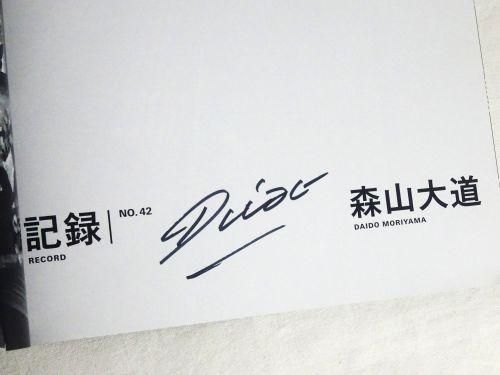 記録 NO. 42
RECORD
Daido
森山大道
DAIDO MORIYAMA